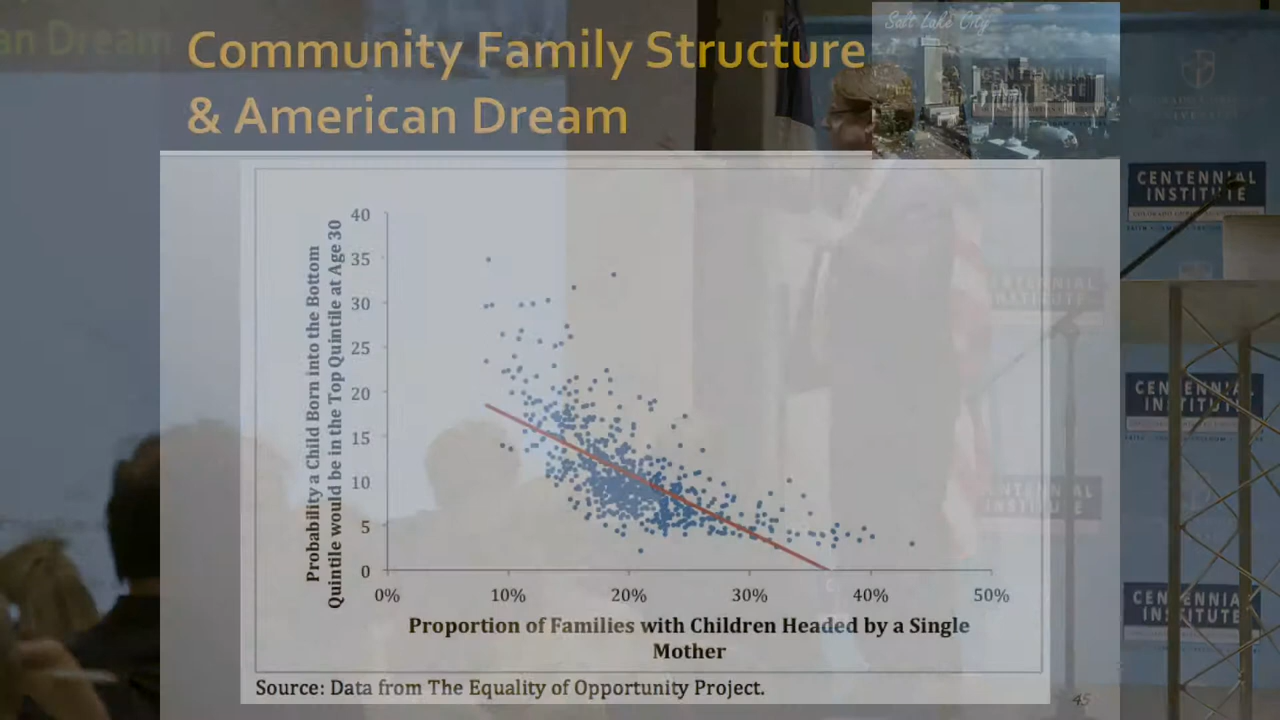 an Dream
Community Family Structure
& American Dream
Salt Lake City
CENTENNIAL
INSTITUTE
CENTENNIAL
INSTITUTE
Probability a Child Born into the Bottom
Quintile would be in the Top Quintile at Age 30
40
35
30
25
20
15
10
5
0
0%
10%
20%
30%
40%
50%
Proportion of Families with Children Headed by a Single
Mother
Source: Data from The Equality of Opportunity Project.
45
CENTENNIAL
INSTITUTE
CENTENNIAL
INSTITUTE